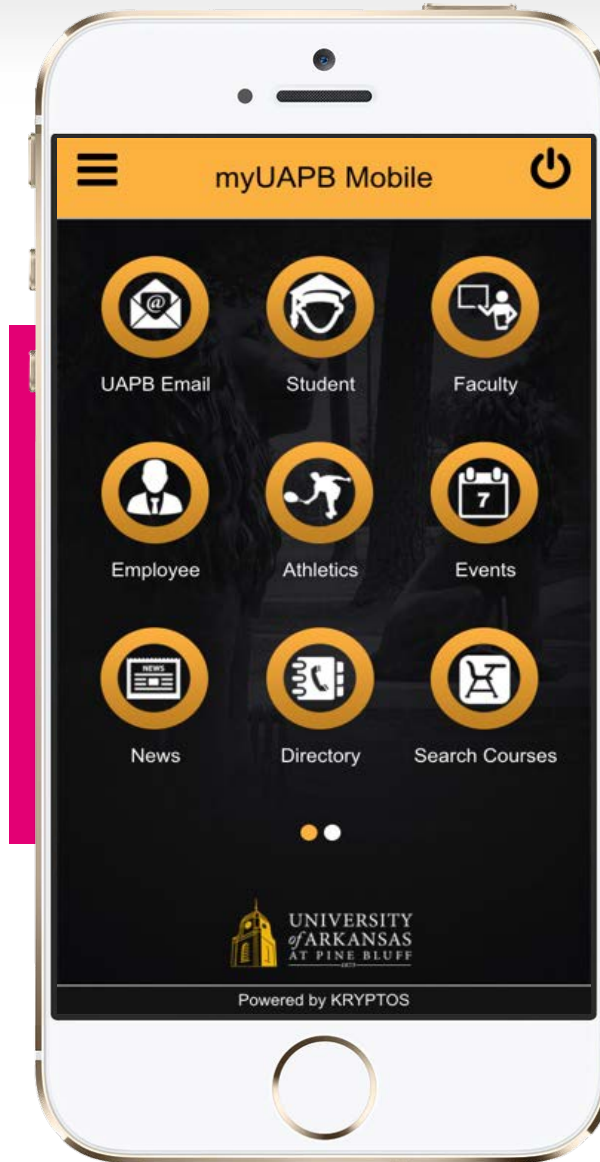 myUAPB Mobile
@
UAPB Email
Student
Faculty
7
Employee
Athletics
Events
NEWS
News
Directory
Search Courses
UNIVERSITY
of ARKANSAS
AT PINE BLUFF
1873
Powered by KRYPTOS